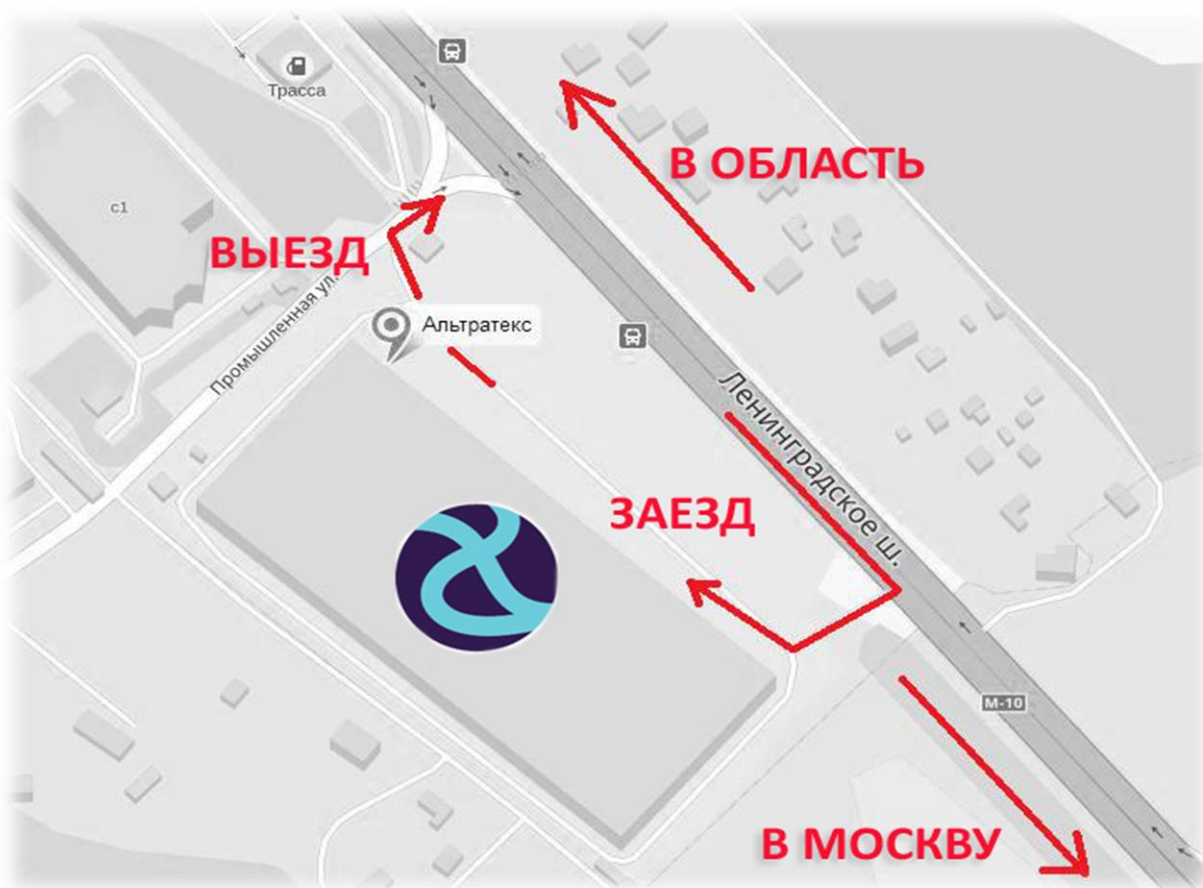 Трасса
В ОБЛАСТЬ
с1
ВЫЕЗД
Промышленная ул.
Альтратекс
Ленинградское ш.
ЗАЕЗД
М-10
В МОСКВУ